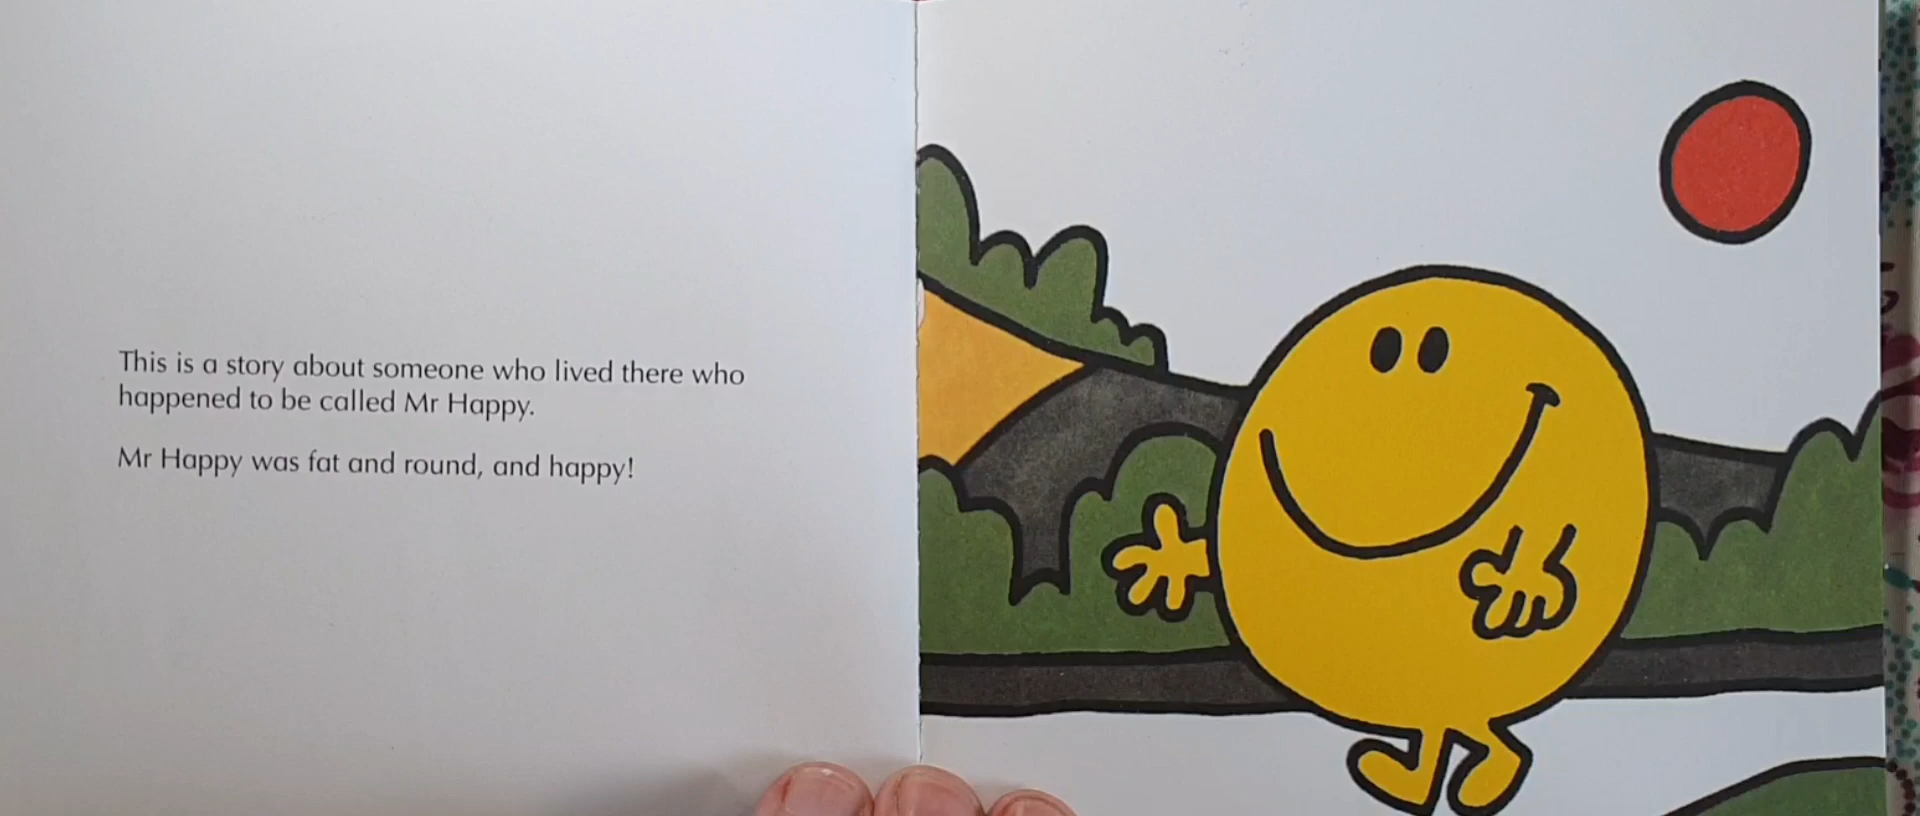 This is a story about someone who lived there who
happened to be called Mr Happy.
Mr Happy was fat and round, and happy!